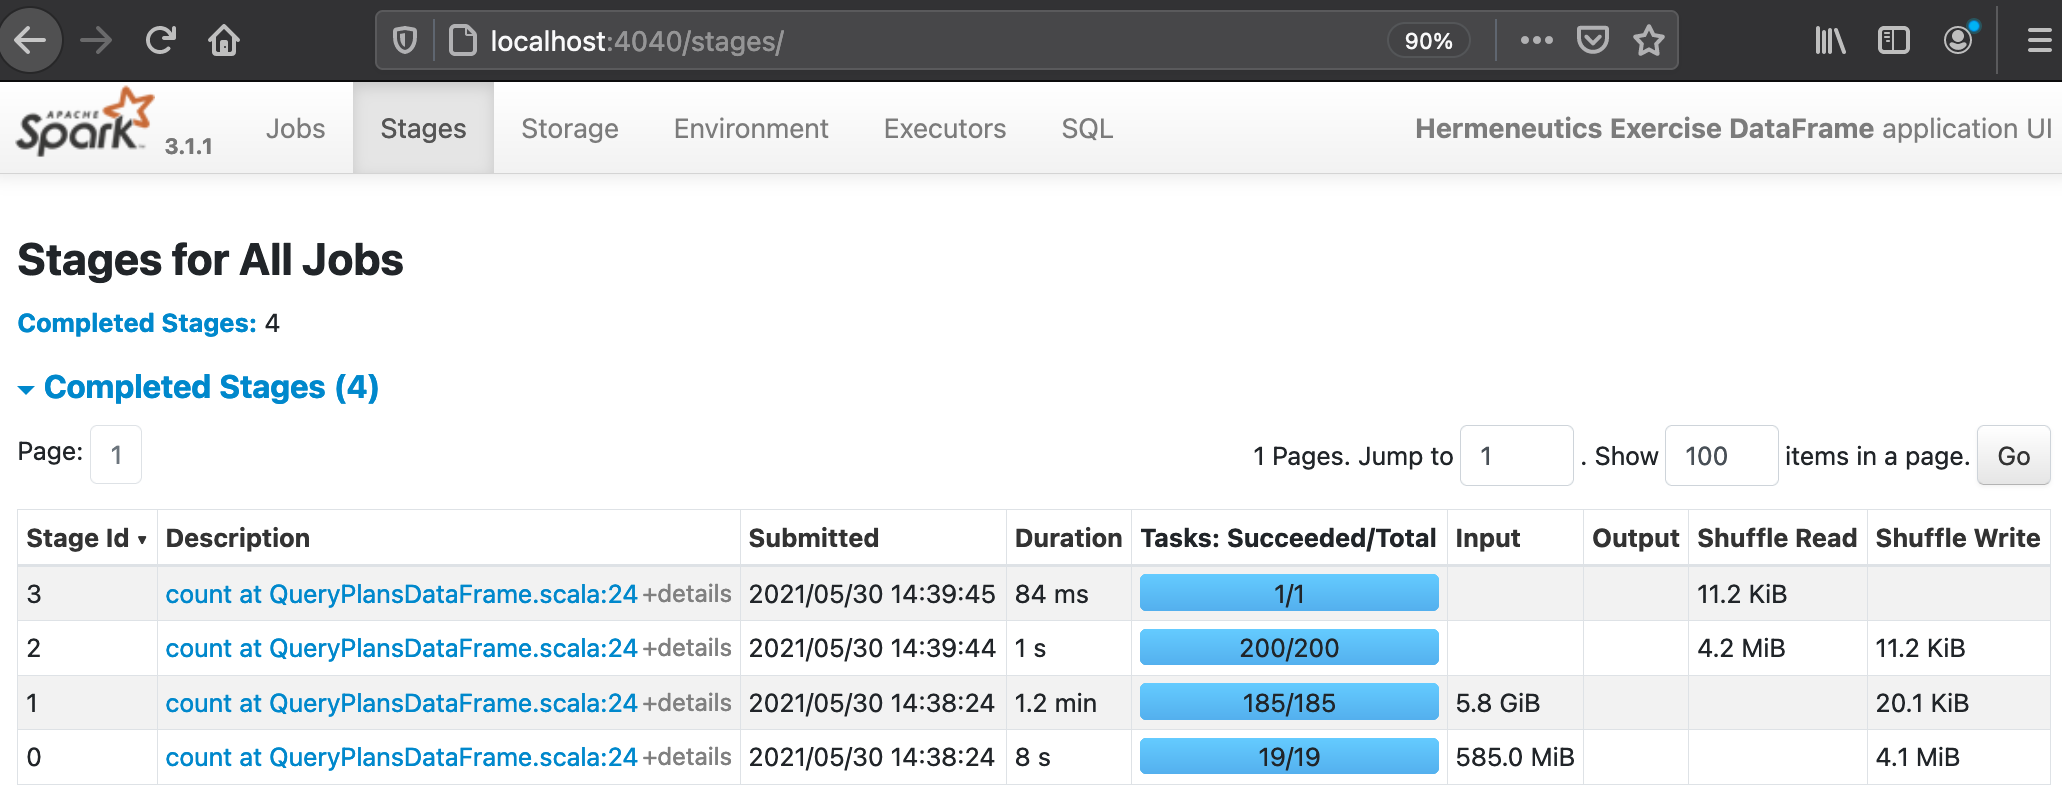 localhost:4040/stages/ 90%
APACHE Spark 3.1.1 Jobs Stages Storage Environment Executors SQL Hermeneutics Exercise DataFrame application UI
Stages for All Jobs
Completed Stages: 4
Completed Stages (4)
Page: 1 1 Pages. Jump to 1 . Show 100 items in a page. Go
Stage Id Description Submitted Duration Tasks: Succeeded/Total Input Output Shuffle Read Shuffle Write
3 count at QueryPlansDataFrame.scala:24 +details 2021/05/30 14:39:45 84 ms 1/1 11.2 KiB
2 count at QueryPlansDataFrame.scala:24 +details 2021/05/30 14:39:44 1 s 200/200 4.2 MiB 11.2 KiB
1 count at QueryPlansDataFrame.scala:24 +details 2021/05/30 14:38:24 1.2 min 185/185 5.8 GiB 20.1 KiB
0 count at QueryPlansDataFrame.scala:24 +details 2021/05/30 14:38:24 8 s 19/19 585.0 MiB 4.1 MiB